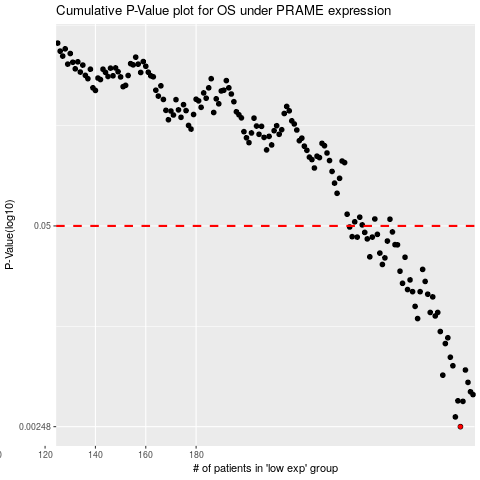 Cumulative P-Value plot for OS under PRAME expression
P-Value(log10)
0.05
0.00248
0
120
140
160
180
# of patients in 'low exp' group